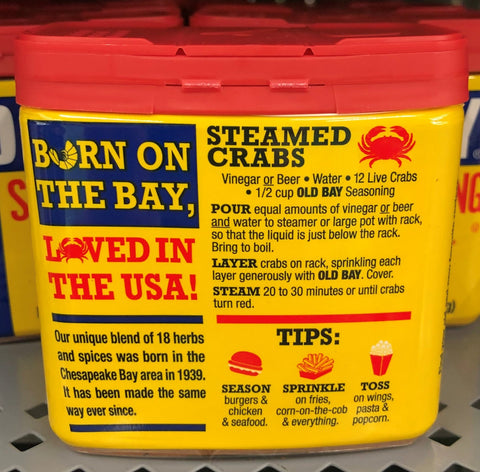 BORN ON
THE BAY,
LOVED IN
THE USA!
Our unique blend of 18 herbs
and spices was born in the
Chesapeake Bay area in 1939.
It has been made the same
way ever since.
STEAMED
CRABS
Vinegar or Beer • Water • 12 Live Crabs
• 1/2 cup OLD BAY Seasoning
POUR equal amounts of vinegar or beer
and water to steamer or large pot with rack,
so that the liquid is just below the rack.
Bring to boil.
LAYER crabs on rack, sprinkling each
layer generously with OLD BAY. Cover.
STEAM 20 to 30 minutes or until crabs
turn red.
TIPS:
SEASON
burgers &
chicken
& seafood.
SPRINKLE
on fries,
corn-on-the-cob
& everything.
TOSS
on wings,
pasta &
popcorn.